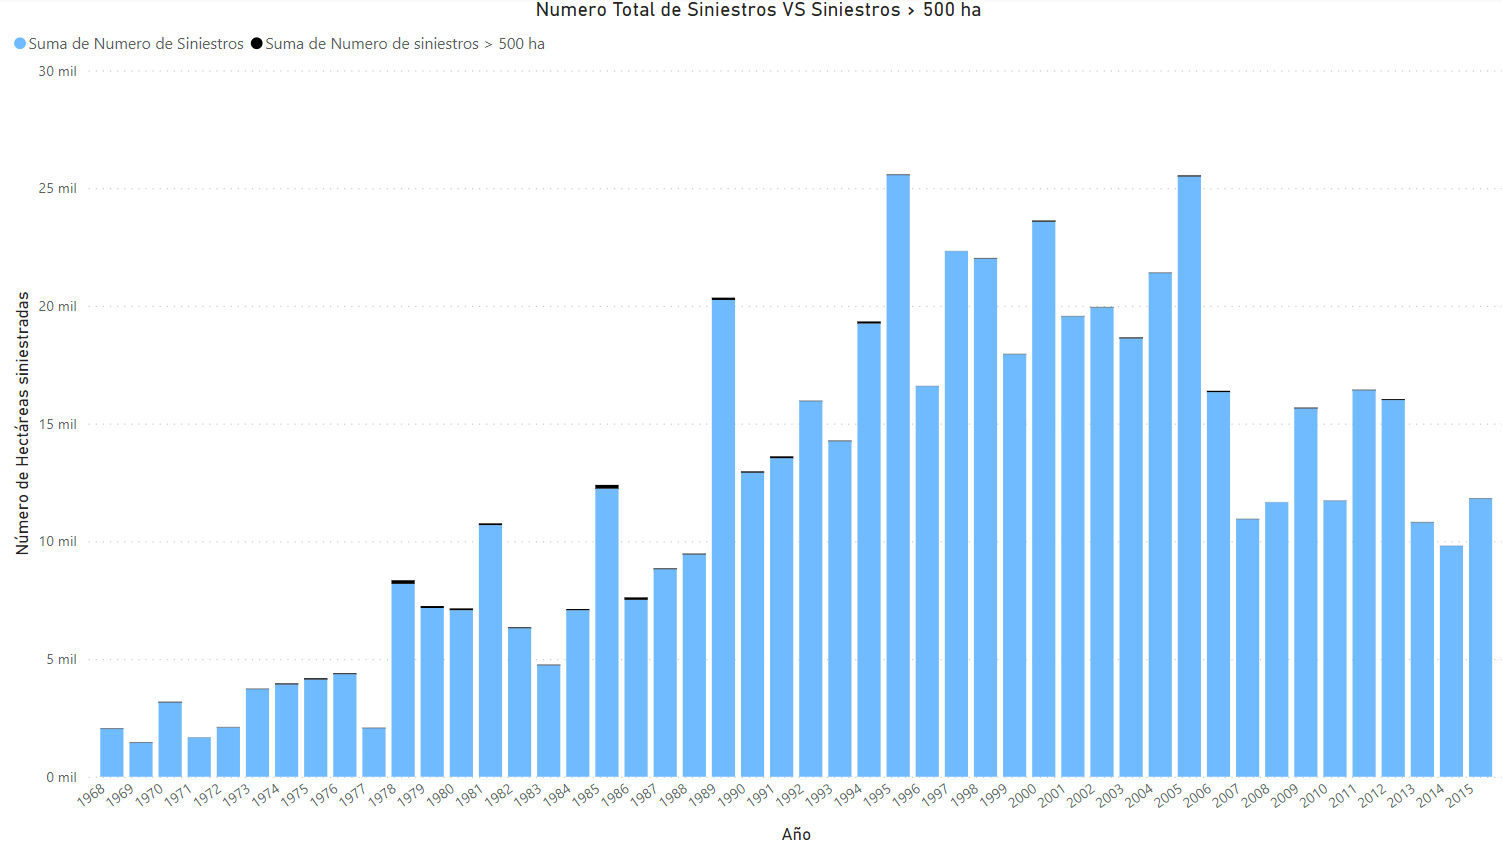 Numero Total de Siniestros VS Siniestros > 500 ha
Suma de Numero de Siniestros Suma de Numero de siniestros > 500 ha
30 mil
25 mil
20 mil
15 mil
10 mil
5 mil
0 mil
Número de Hectáreas siniestradas
1968 1969 1970 1971 1972 1973 1974 1975 1976 1977 1978 1979 1980 1981 1982 1983 1984 1985 1986 1987 1988 1989 1990 1991 1992 1993 1994 1995 1996 1997 1998 1999 2000 2001 2002 2003 2004 2005 2006 2007 2008 2009 2010 2011 2012 2013 2014 2015
Año